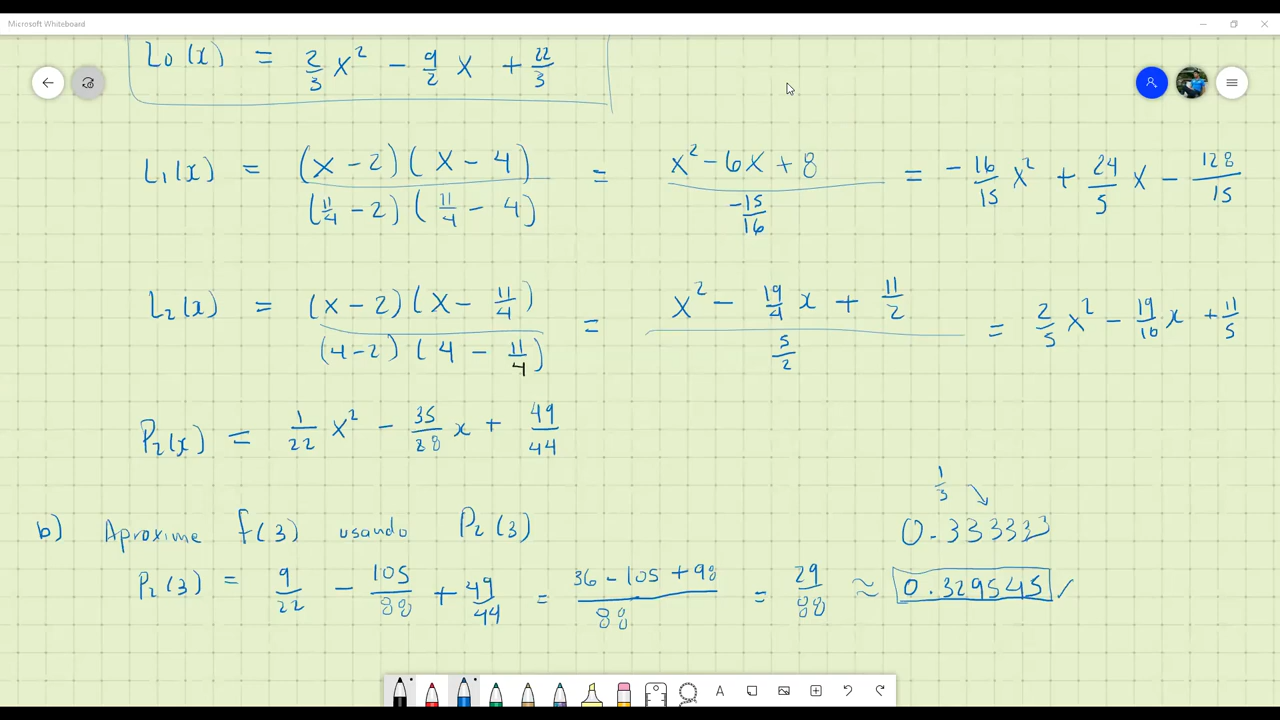 Microsoft Whiteboard
L₀(x) = 2/3 x² - 9/2 x + 22/3
L₁(x) = (x-2)(x-4) / (11/4 - 2)(11/4 - 4) = x² - 6x + 8 / -15/16 = -16/15 x² + 24/5 x - 128/15
L₂(x) = (x-2)(x - 11/4) / (4-2)(4 - 11/4) = x² - 19/4 x + 11/2 / 5/2 = 2/5 x² - 19/10 x + 11/5
P₂(x) = 1/22 x² - 35/88 x + 49/44
1/3
0.333333
b) Aproxime f(3) usando P₂(3)
P₂(3) = 9/22 - 105/88 + 49/44 = 36 - 105 + 98 / 88 = 29/88 ≈ 0.329545 ✓
A